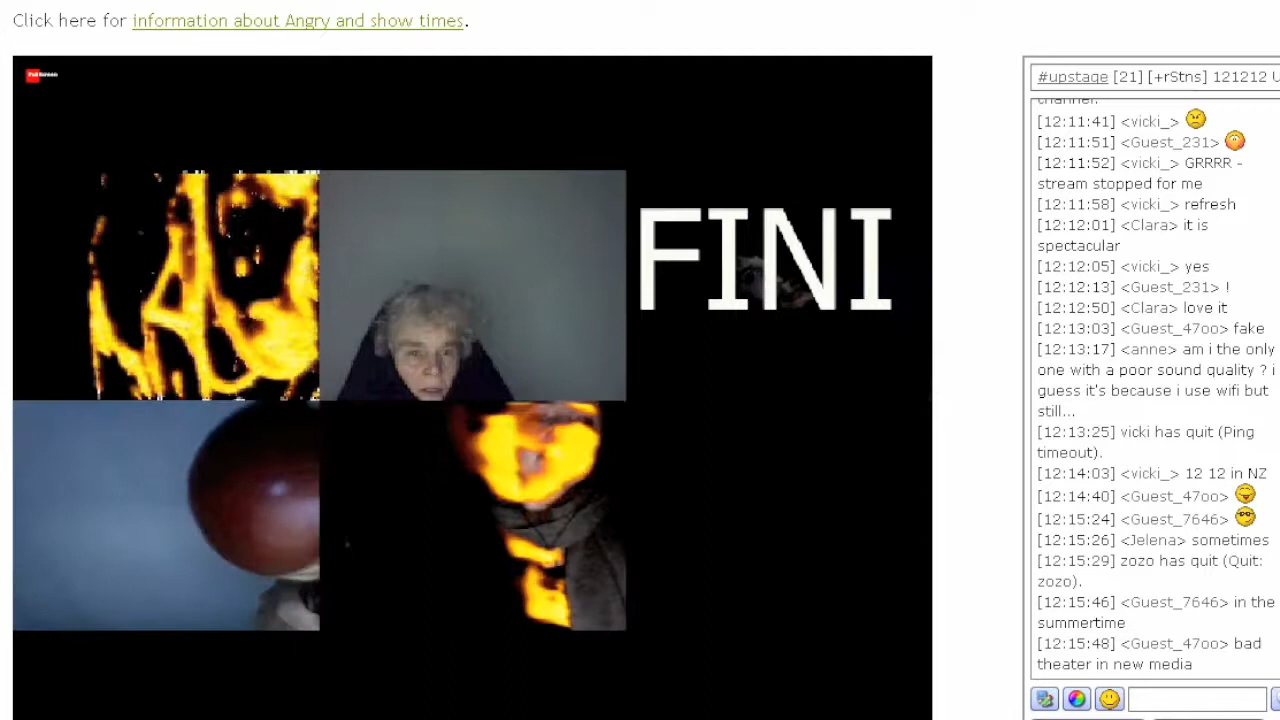 Click here for information about Angry and show times.
Full Screen
FINI
#upstage [21] [+rStns] 121212 U
channel.
[12:11:41] <vicki_>
[12:11:51] <Guest_231>
[12:11:52] <vicki_> GRRRR -
stream stopped for me
[12:11:58] <vicki_> refresh
[12:12:01] <Clara> it is
spectacular
[12:12:05] <vicki_> yes
[12:12:13] <Guest_231> !
[12:12:50] <Clara> love it
[12:13:03] <Guest_47oo> fake
[12:13:17] <anne> am i the only
one with a poor sound quality ? i
guess it's because i use wifi but
still...
[12:13:25] vicki has quit (Ping
timeout).
[12:14:03] <vicki_> 12 12 in NZ
[12:14:40] <Guest_47oo>
[12:15:24] <Guest_7646>
[12:15:26] <Jelena> sometimes
[12:15:29] zozo has quit (Quit:
zozo).
[12:15:46] <Guest_7646> in the
summertime
[12:15:48] <Guest_47oo> bad
theater in new media